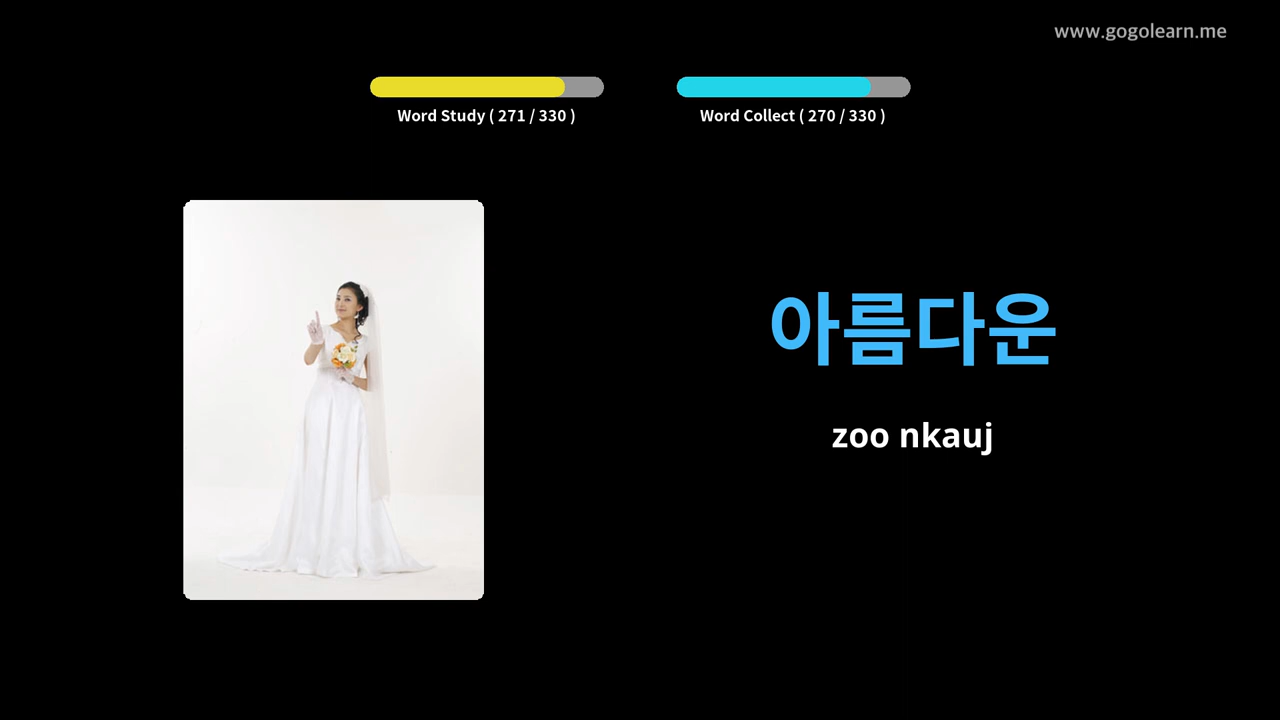 www.gogolearn.me
Word Study ( 271 / 330 )
Word Collect ( 270 / 330 )
아름다운
zoo nkauj